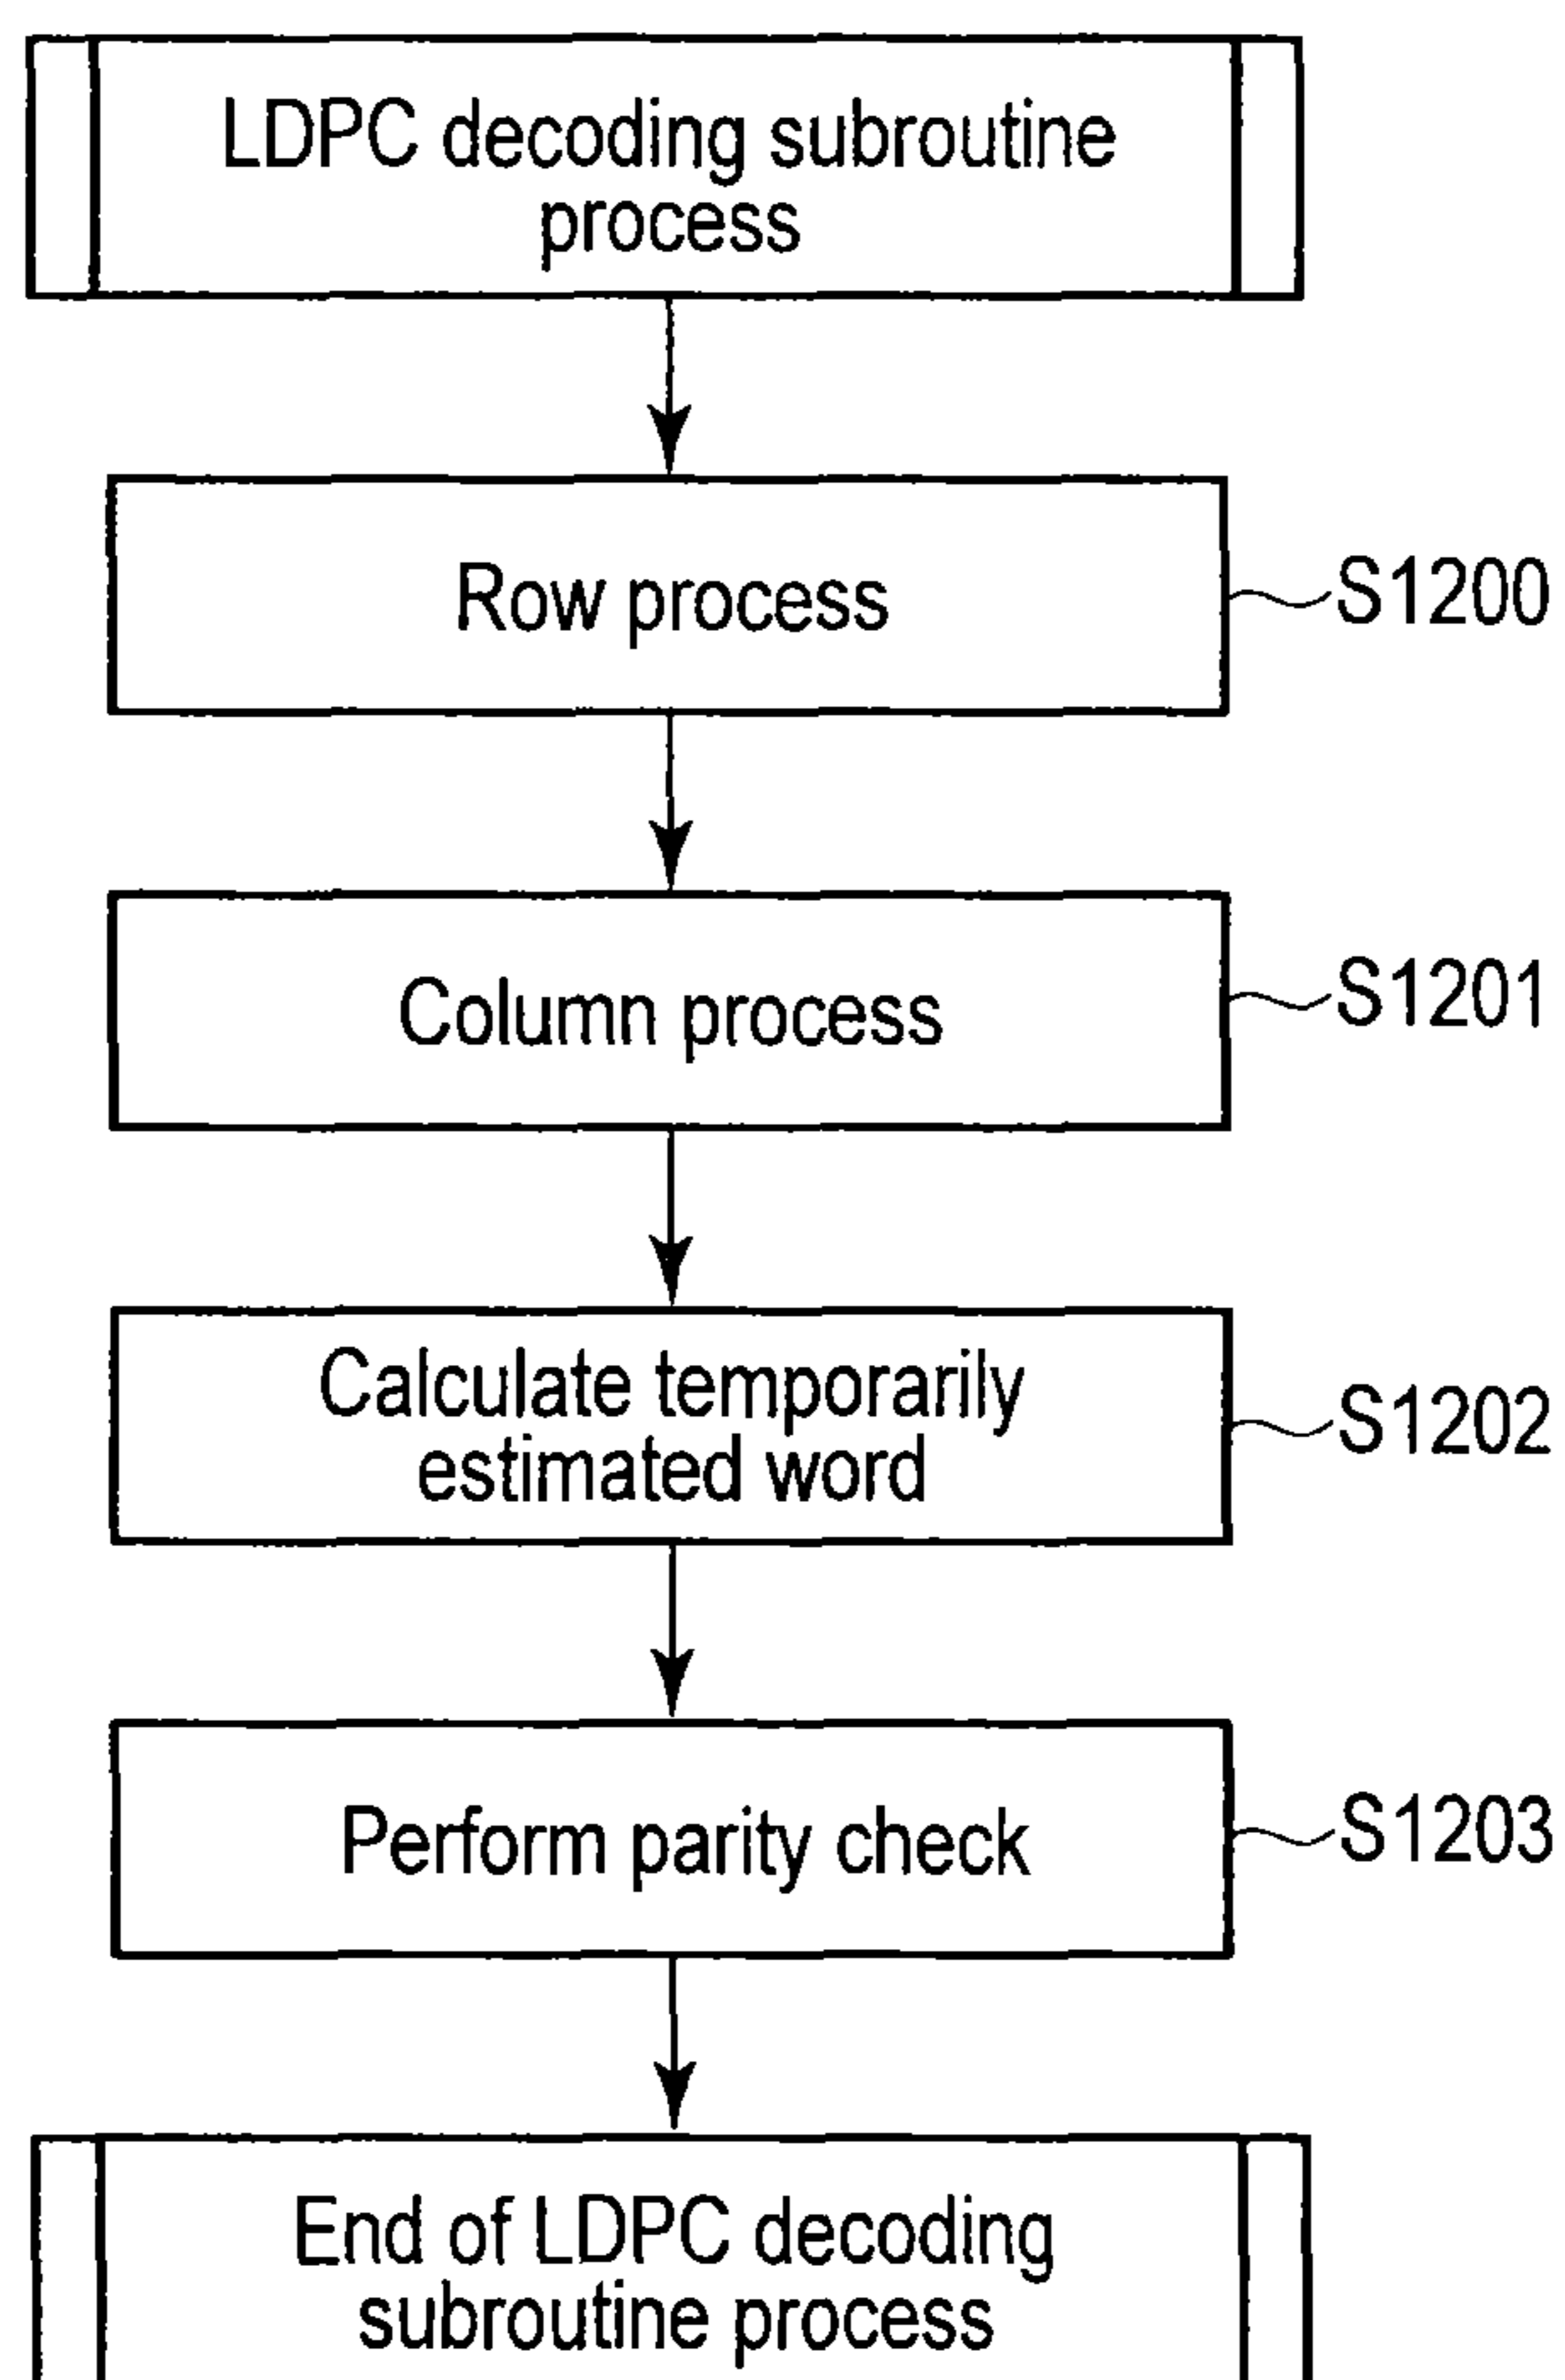 LDPC decoding subroutine
process
Row process
S1200
Column process
S1201
Calculate temporarily
estimated word
S1202
Perform parity check
S1203
End of LDPC decoding
subroutine process